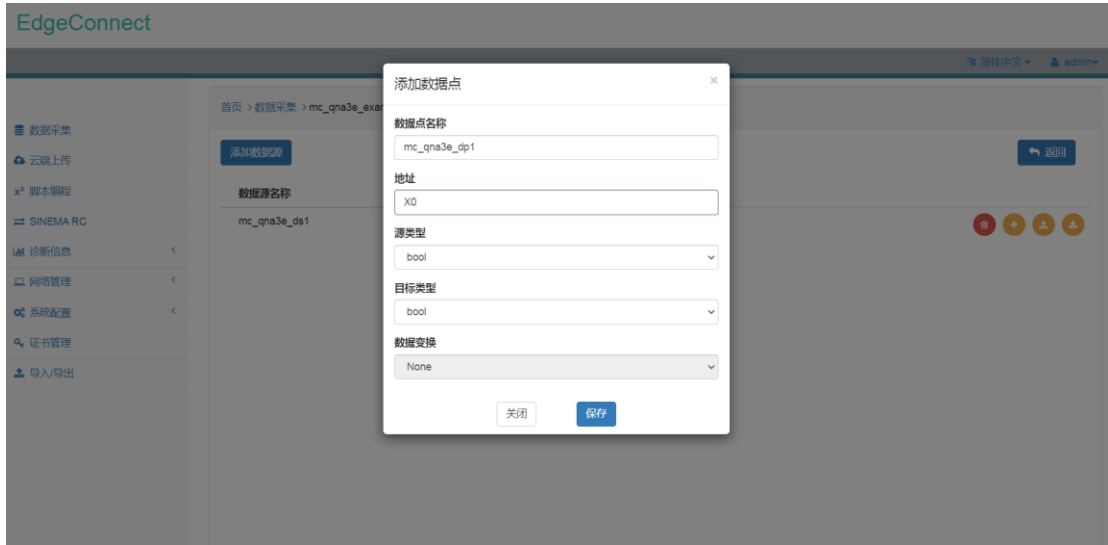 EdgeConnect
简体中文 admin
首页 › 数据采集 › mc_qna3e_exa
数据采集
云端上传
脚本编程
SINEMA RC
诊断信息
网络管理
系统配置
证书管理
导入/导出
添加数据源
返回
数据源名称
mc_qna3e_ds1
添加数据点
×
数据点名称
mc_qna3e_dp1
地址
X0
源类型
bool
目标类型
bool
数据变换
None
关闭 保存